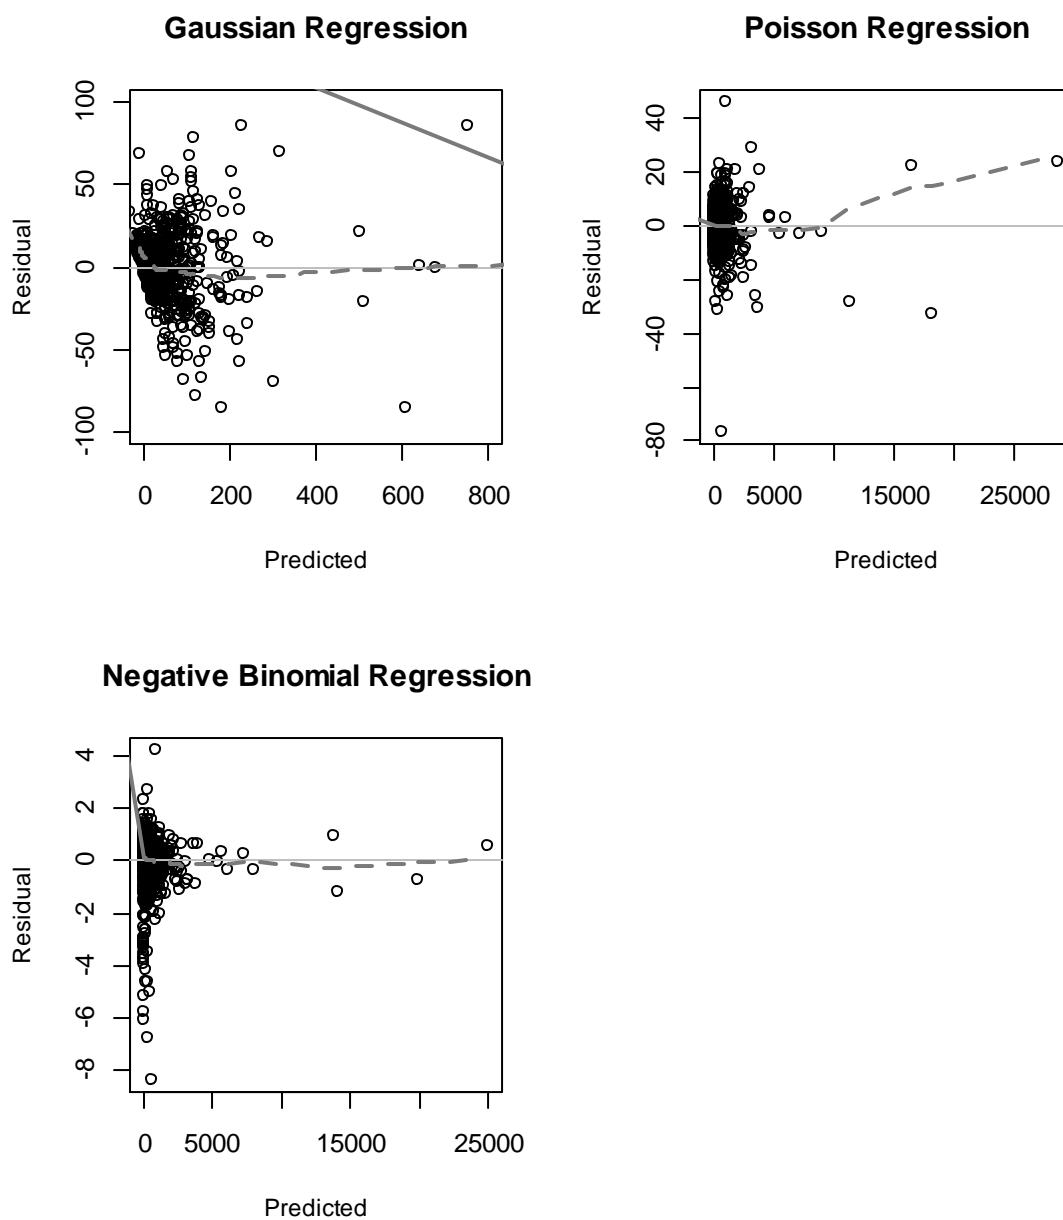 Gaussian Regression
Residual
100
50
0
-50
-100
0 200 400 600 800
Predicted
Poisson Regression
Residual
40
20
0
-40
-80
0 5000 15000 25000
Predicted
Negative Binomial Regression
Residual
4
2
0
-2
-4
-6
-8
0 5000 15000 25000
Predicted